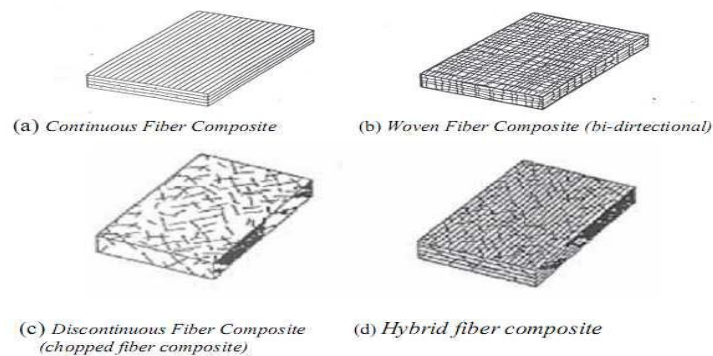 (a) Continuous Fiber Composite
(b) Woven Fiber Composite (bi-dirtectional)
(c) Discontinuous Fiber Composite
(chopped fiber composite)
(d) Hybrid fiber composite